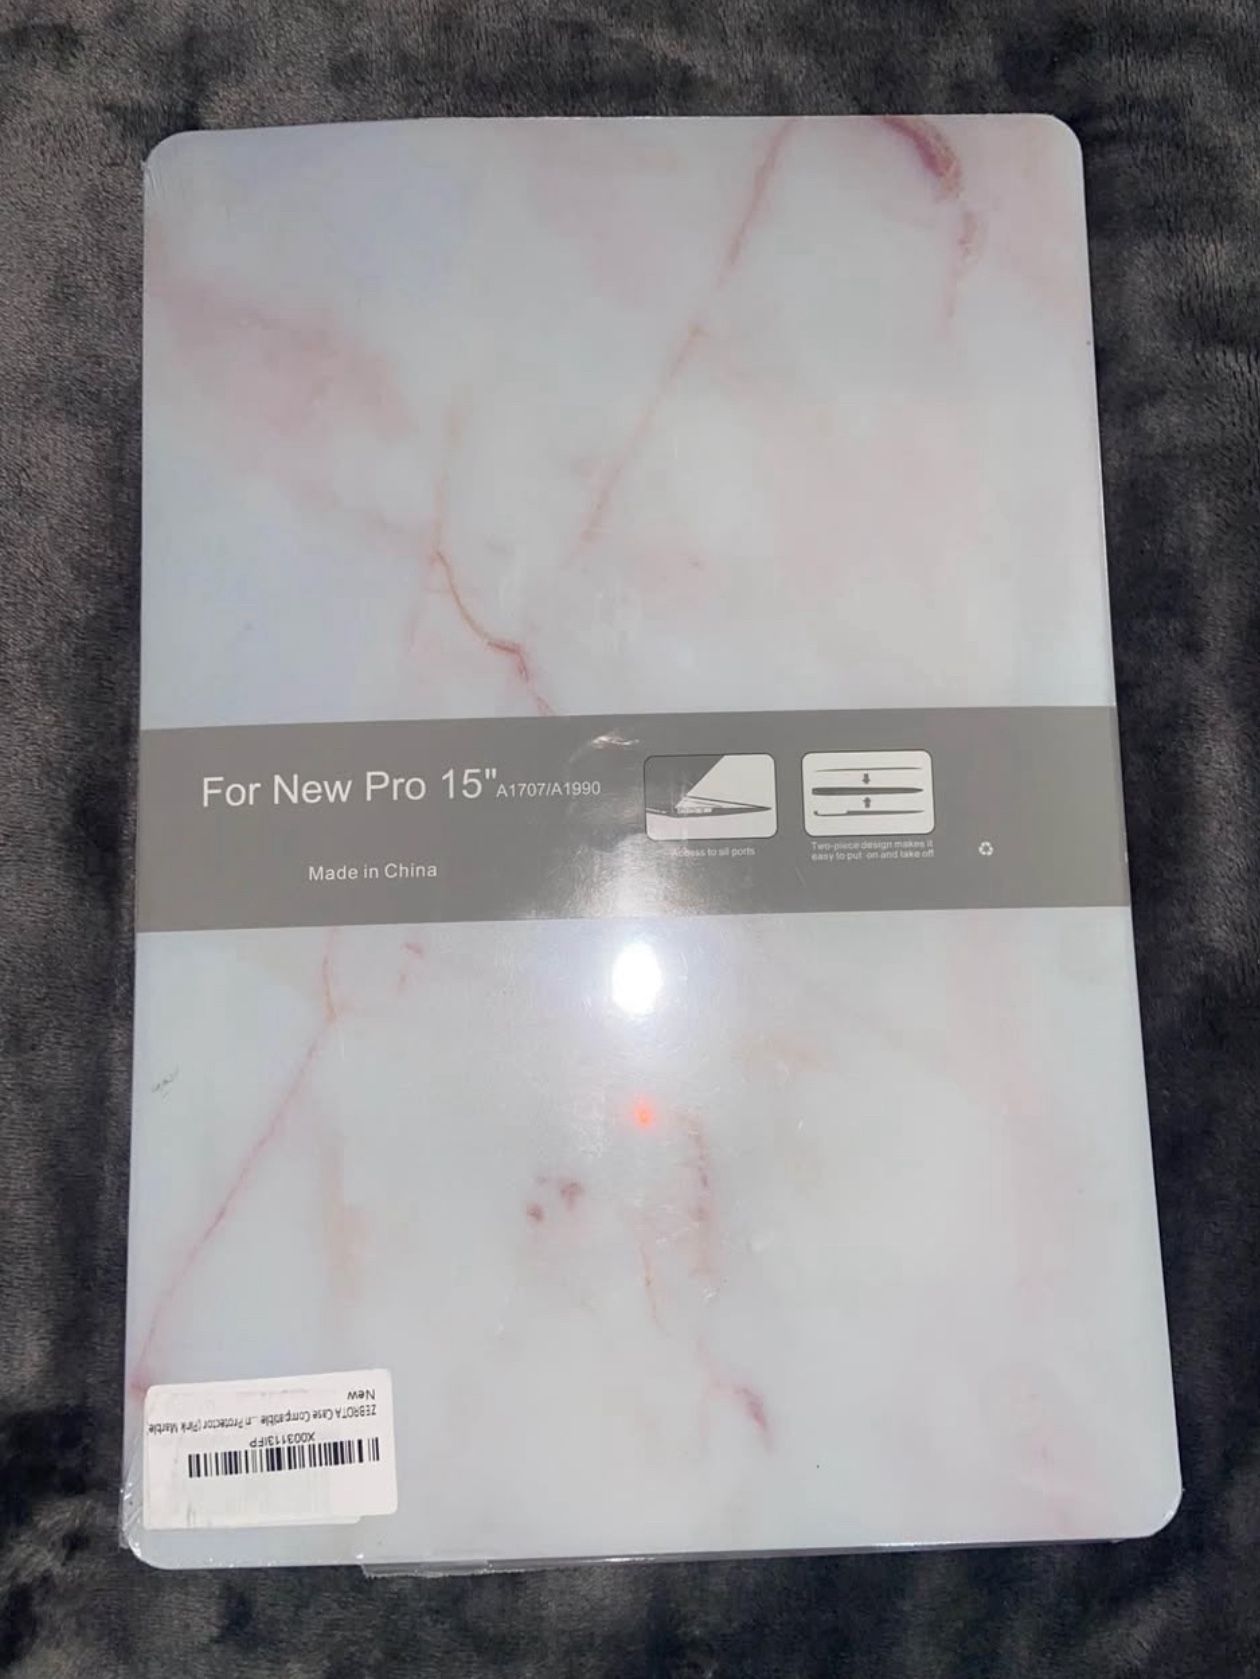 For New Pro 15" A1707/A1990
Made in China
Access to sll ports
Two-piece design makes it
easy to put on and take off
X003113IFP
ZEBROTA Case Compatible ... n Protector (Pink Marble,
New